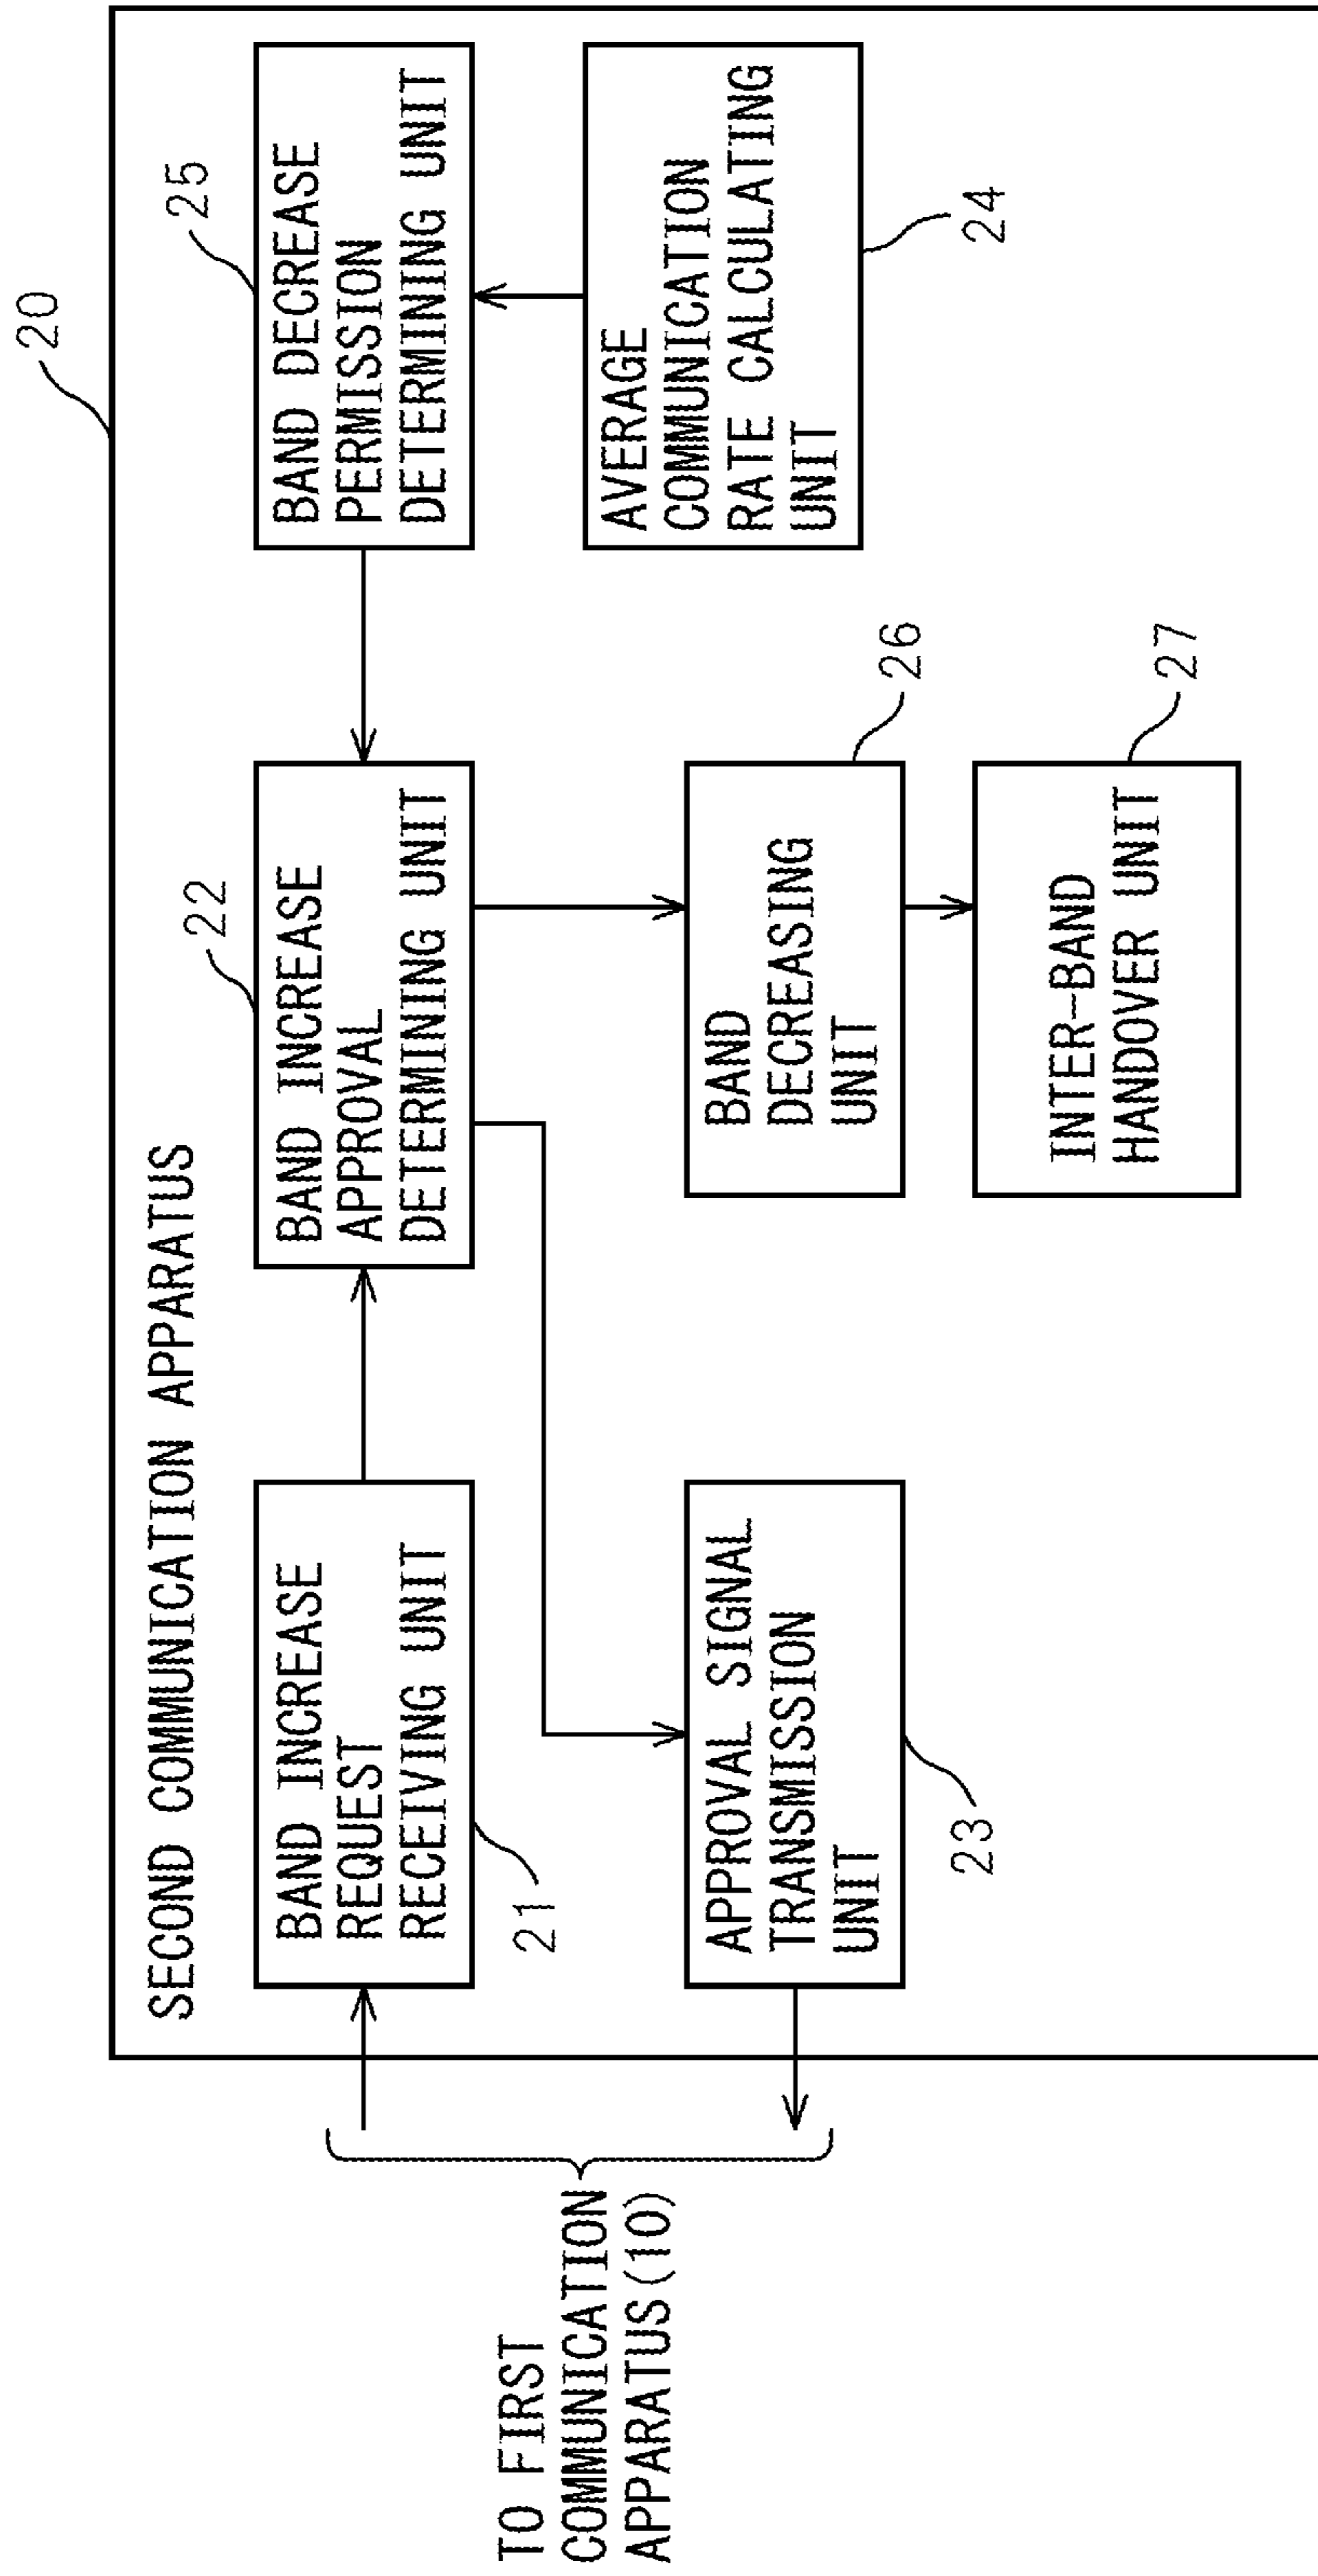 20
SECOND COMMUNICATION APPARATUS
21
BAND INCREASE
REQUEST
RECEIVING UNIT
22
BAND INCREASE
APPROVAL
DETERMINING UNIT
25
BAND DECREASE
PERMISSION
DETERMINING UNIT
TO FIRST
COMMUNICATION
APPARATUS(10)
APPROVAL SIGNAL
TRANSMISSION
UNIT
23
BAND
DECREASING
UNIT
26
AVERAGE
COMMUNICATION
RATE CALCULATING
UNIT
24
INTER-BAND
HANDOVER UNIT
27